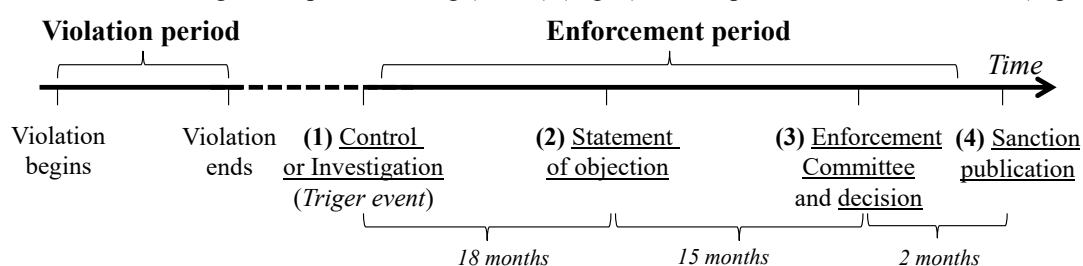 Violation period
Enforcement period
Time
Violation begins
Violation ends
(1) Control or Investigation (Triger event)
(2) Statement of objection
(3) Enforcement Committee and decision
(4) Sanction publication
18 months
15 months
2 months